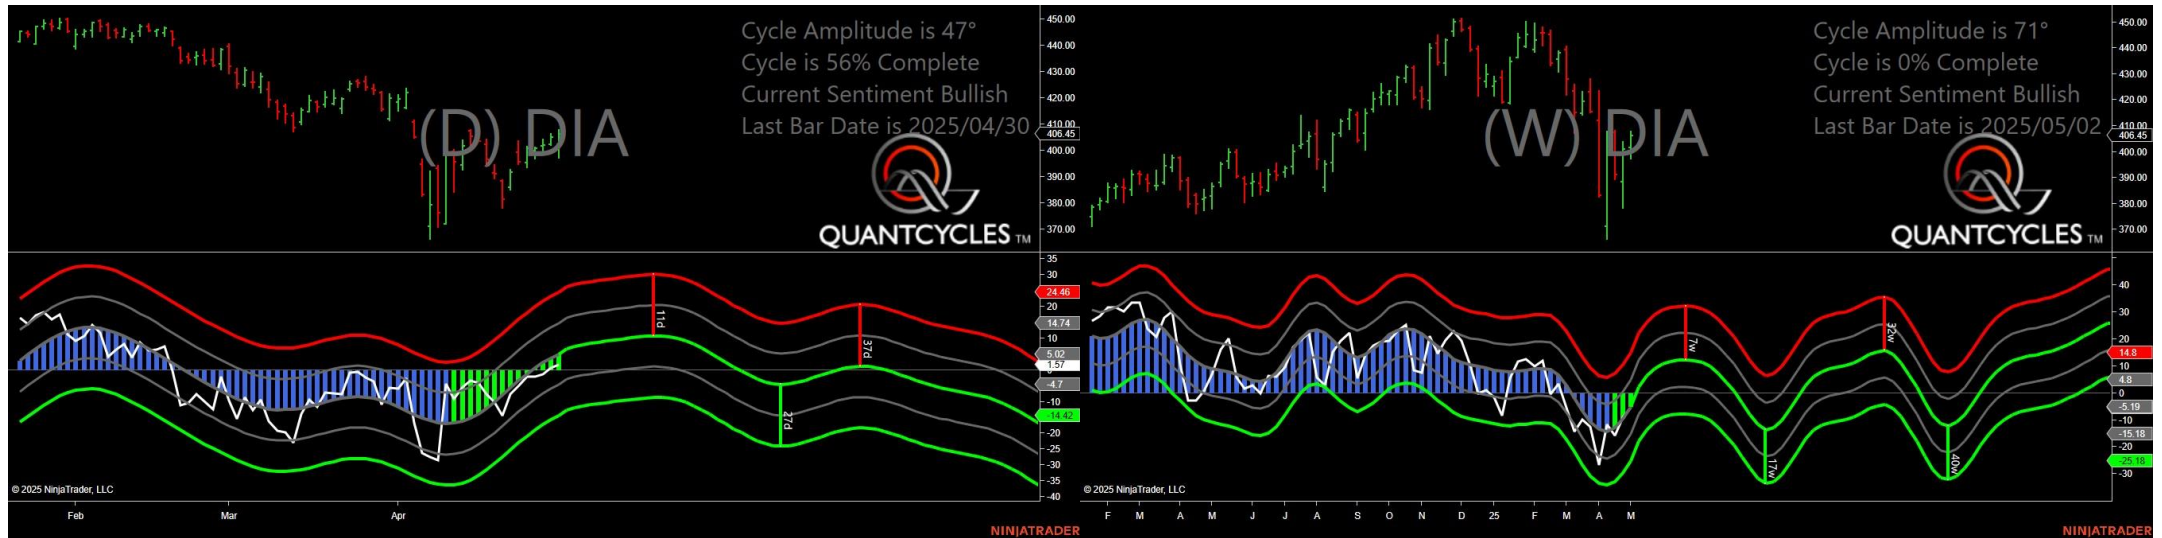 Cycle Amplitude is 47°
Cycle is 56% Complete
Current Sentiment Bullish
Last Bar Date is 2025/04/30
(D) DIA
QUANTCYCLES TM
450.00
440.00
430.00
420.00
410.00
406.45
400.00
390.00
380.00
370.00
35
30
24.46
20
14.74
10
5.02
1.57
0
-4.7
-10
-14.42
-20
-25
-30
-35
-40
11d
27d
37d
© 2025 NinjaTrader, LLC
Feb Mar Apr
NINJATRADER
Cycle Amplitude is 71°
Cycle is 0% Complete
Current Sentiment Bullish
Last Bar Date is 2025/05/02
(W) DIA
QUANTCYCLES TM
450.00
440.00
430.00
420.00
410.00
406.45
400.00
390.00
380.00
370.00
40
30
20
14.8
10
4.8
0
-5.19
-10
-15.18
-20
-25.18
-30
7w
17w
32w
40w
© 2025 NinjaTrader, LLC
F M A M J J A S O N D 25 F M A M
NINJATRADER